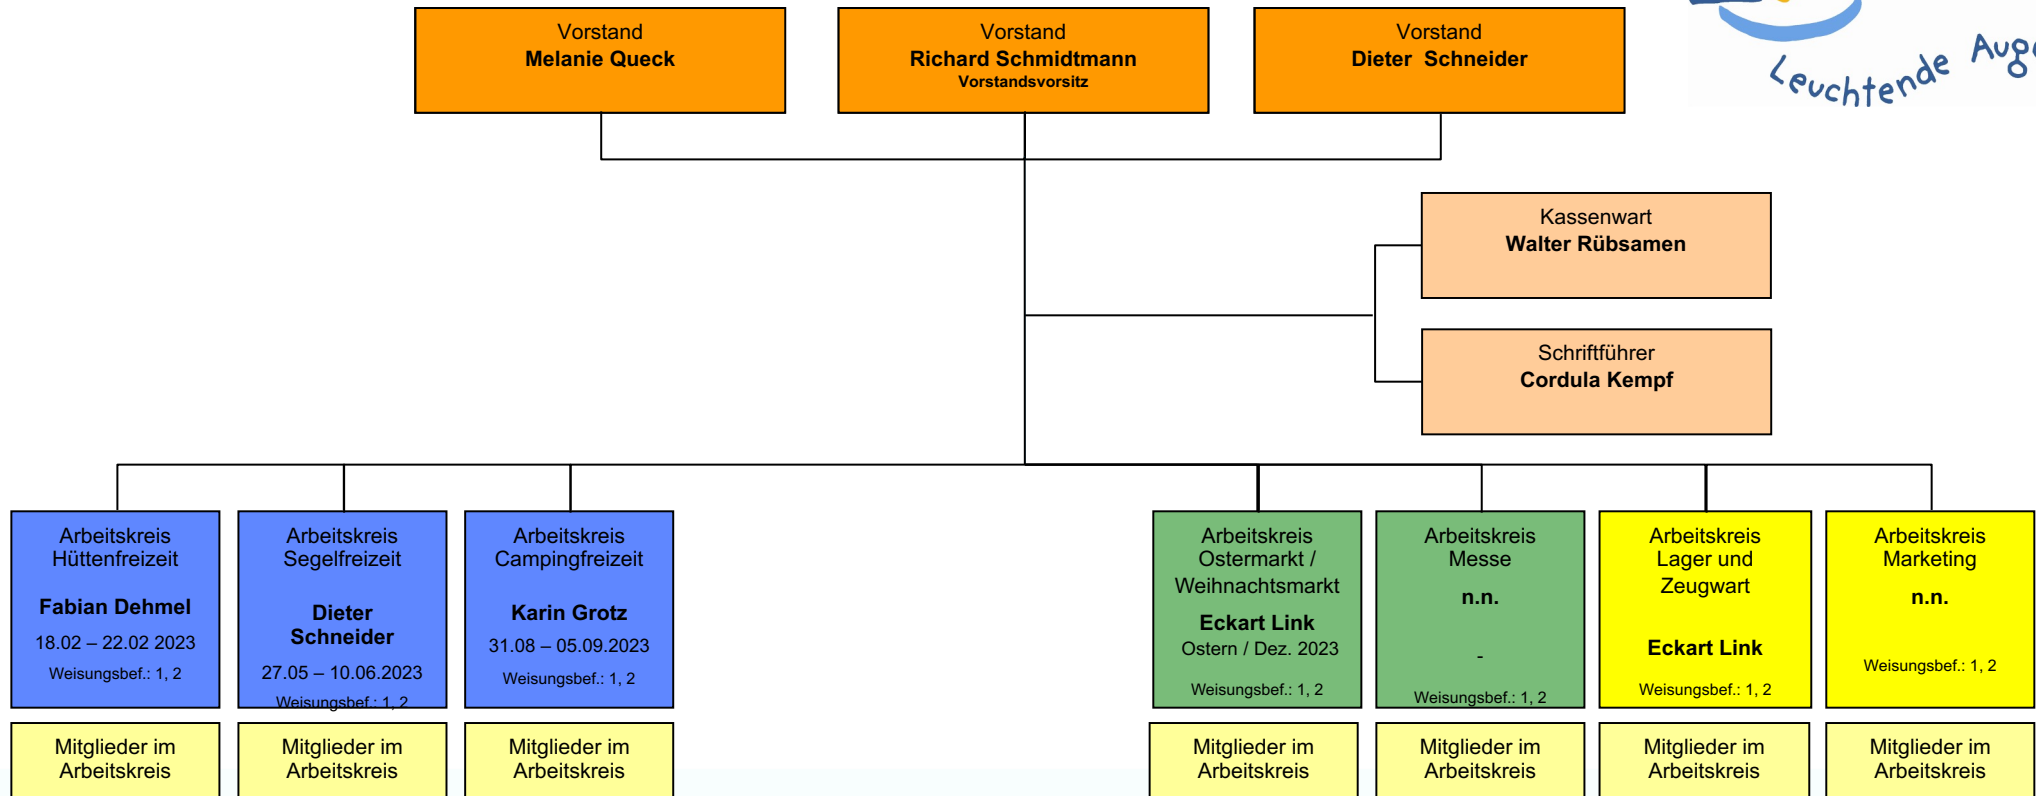 Vorstand
Melanie Queck
Vorstand
Richard Schmidtmann
Vorstandsvorsitz
Vorstand
Dieter Schneider
Leuchtende
Kassenwart
Walter Rübsamen
Schriftführer
Cordula Kempf
Arbeitskreis
Hüttenfreizeit
Fabian Dehmel
18.02 – 22.02 2023
Weisungsbef.: 1, 2
Arbeitskreis
Segelfreizeit
Dieter
Schneider
27.05 – 10.06.2023
Weisungsbef.: 1, 2
Arbeitskreis
Campingfreizeit
Karin Grotz
31.08 – 05.09.2023
Weisungsbef.: 1, 2
Arbeitskreis
Ostermarkt /
Weihnachtsmarkt
Eckart Link
Ostern / Dez. 2023
Weisungsbef.: 1, 2
Arbeitskreis
Messe
n.n.
-
Weisungsbef.: 1, 2
Arbeitskreis
Lager und
Zeugwart
Eckart Link
Weisungsbef.: 1, 2
Arbeitskreis
Marketing
n.n.
Weisungsbef.: 1, 2
Mitglieder im
Arbeitskreis
Mitglieder im
Arbeitskreis
Mitglieder im
Arbeitskreis
Mitglieder im
Arbeitskreis
Mitglieder im
Arbeitskreis
Mitglieder im
Arbeitskreis
Mitglieder im
Arbeitskreis